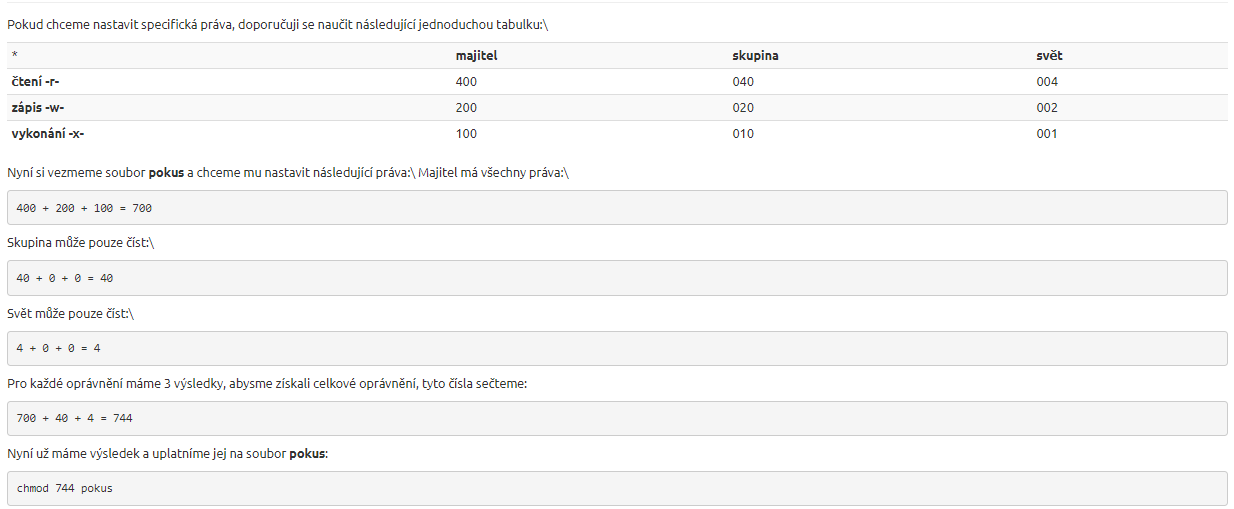 Pokud chceme nastavit specifická práva, doporučuji se naučit následující jednoduchou tabulku:\
* majitel skupina svět
čtení -r- 400 040 004
zápis -w- 200 020 002
vykonání -x- 100 010 001
Nyní si vezmeme soubor pokus a chceme mu nastavit následující práva:\ Majitel má všechny práva:\
400 + 200 + 100 = 700
Skupina může pouze číst:\
40 + 0 + 0 = 40
Svět může pouze číst:\
4 + 0 + 0 = 4
Pro každé oprávnění máme 3 výsledky, abysme získali celkové oprávnění, tyto čísla sečteme:
700 + 40 + 4 = 744
Nyní už máme výsledek a uplatníme jej na soubor pokus:
chmod 744 pokus